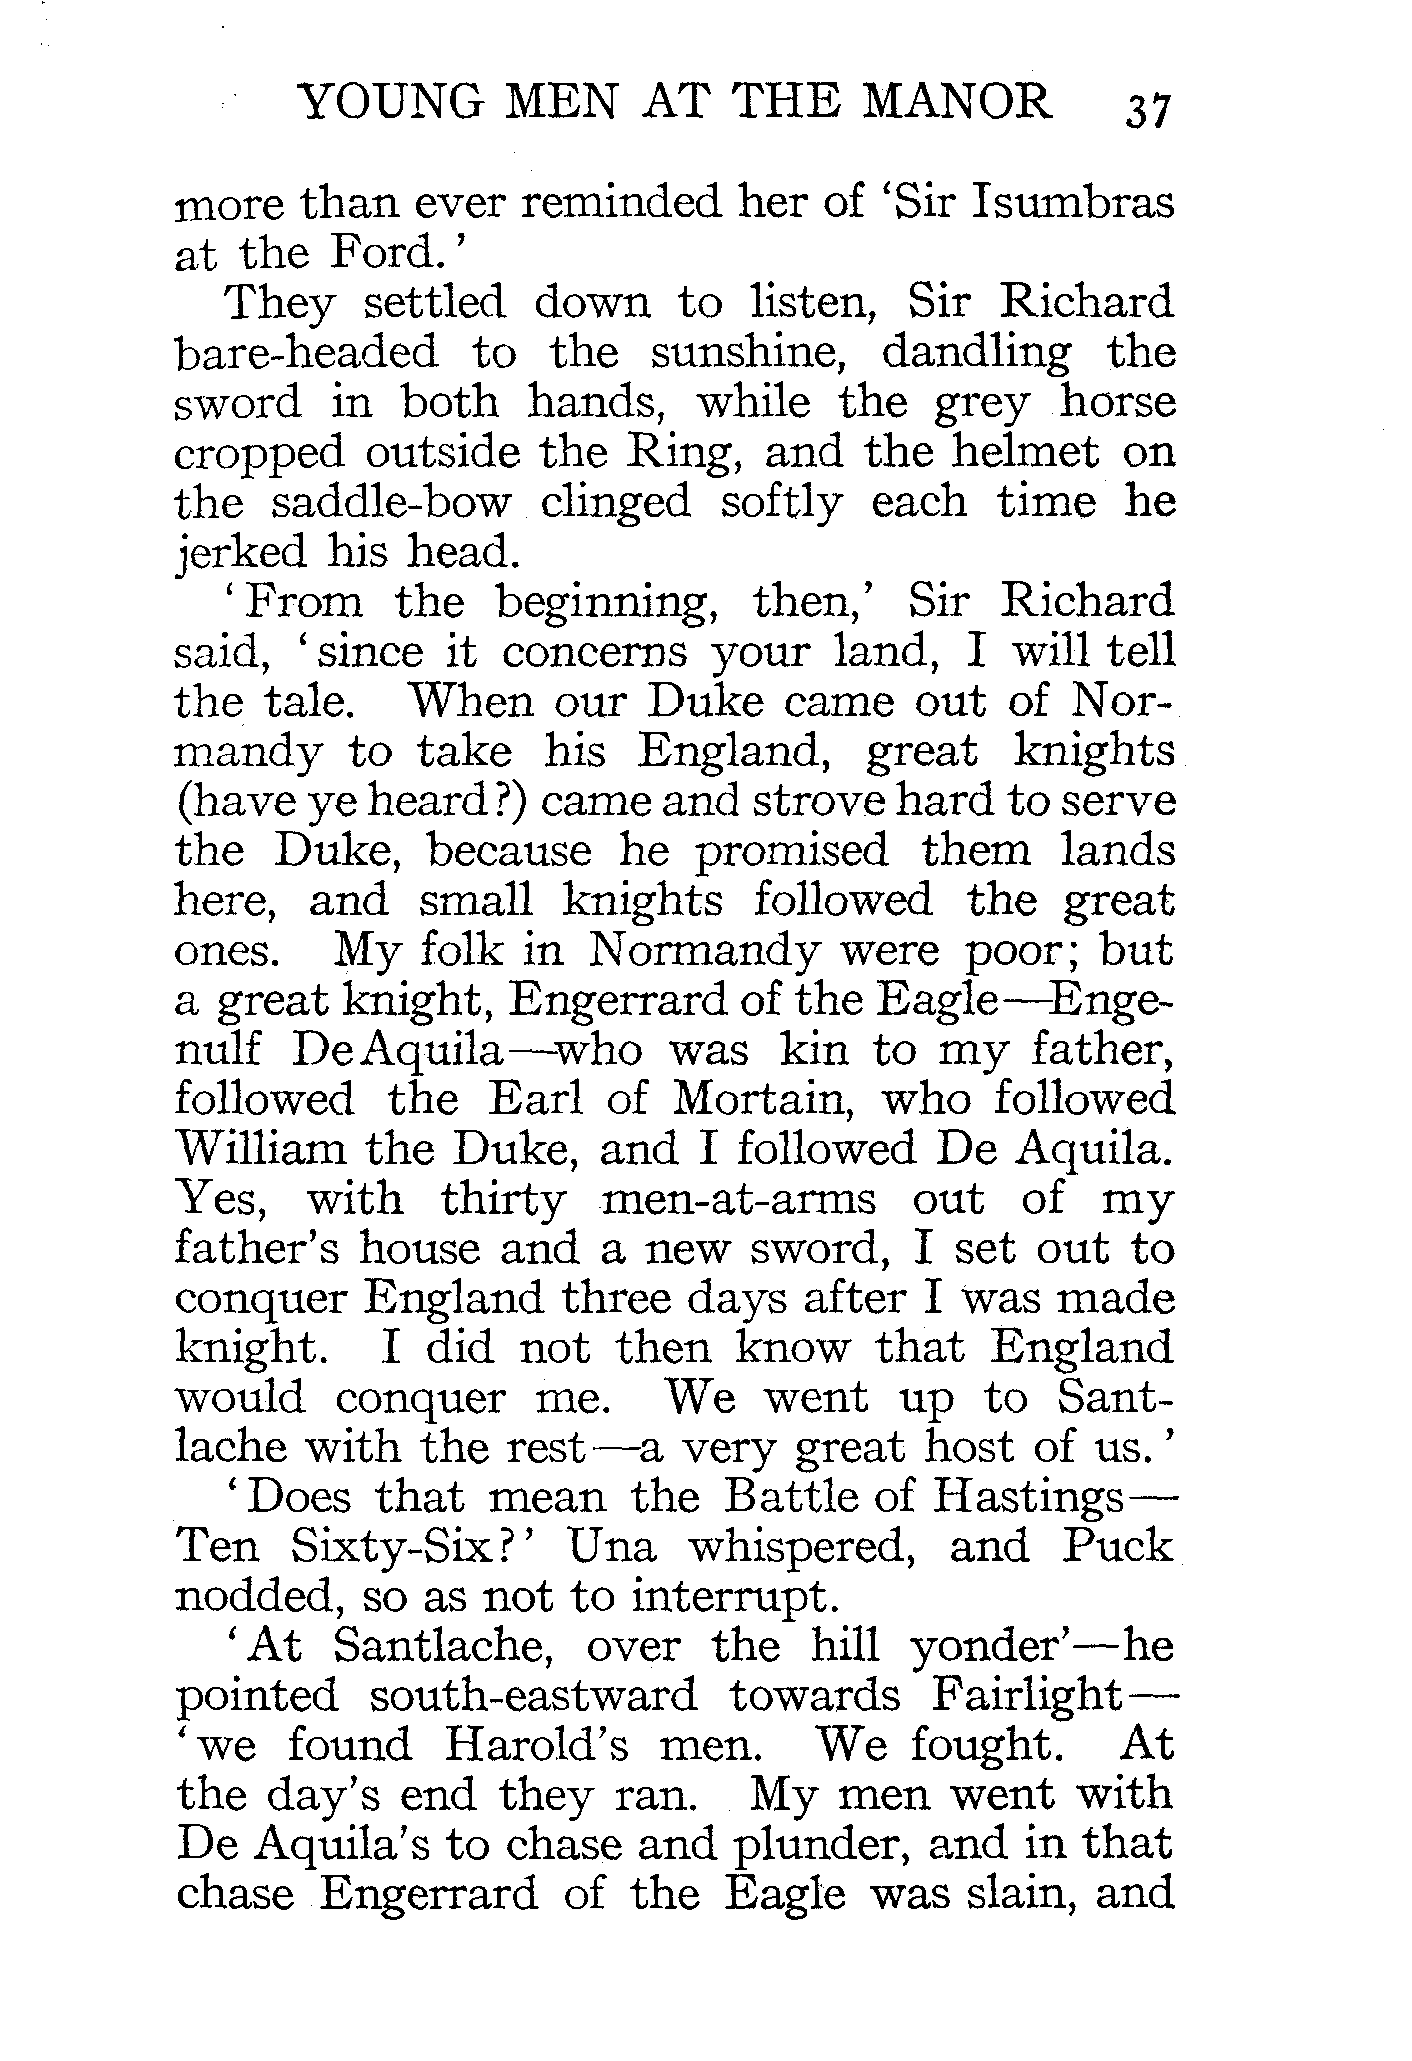 YOUNG MEN AT THE MANOR 37
more than ever reminded her of 'Sir Isumbras
at the Ford.'
They settled down to listen, Sir Richard
bare-headed to the sunshine, dandling the
sword in both hands, while the grey horse
cropped outside the Ring, and the helmet on
the saddle-bow clinged softly each time he
jerked his head.
'From the beginning, then,' Sir Richard
said, 'since it concerns your land, I will tell
the tale. When our Duke came out of Nor-
mandy to take his England, great knights
(have ye heard?) came and strove hard to serve
the Duke, because he promised them lands
here, and small knights followed the great
ones. My folk in Normandy were poor; but
a great knight, Engerrard of the Eagle—Enge-
nulf De Aquila—who was kin to my father,
followed the Earl of Mortain, who followed
William the Duke, and I followed De Aquila.
Yes, with thirty men-at-arms out of my
father's house and a new sword, I set out to
conquer England three days after I was made
knight. I did not then know that England
would conquer me. We went up to Sant-
lache with the rest—a very great host of us.'
'Does that mean the Battle of Hastings—
Ten Sixty-Six?' Una whispered, and Puck
nodded, so as not to interrupt.
'At Santlache, over the hill yonder'—he
pointed south-eastward towards Fairlight—
'we found Harold's men. We fought. At
the day's end they ran. My men went with
De Aquila's to chase and plunder, and in that
chase Engerrard of the Eagle was slain, and